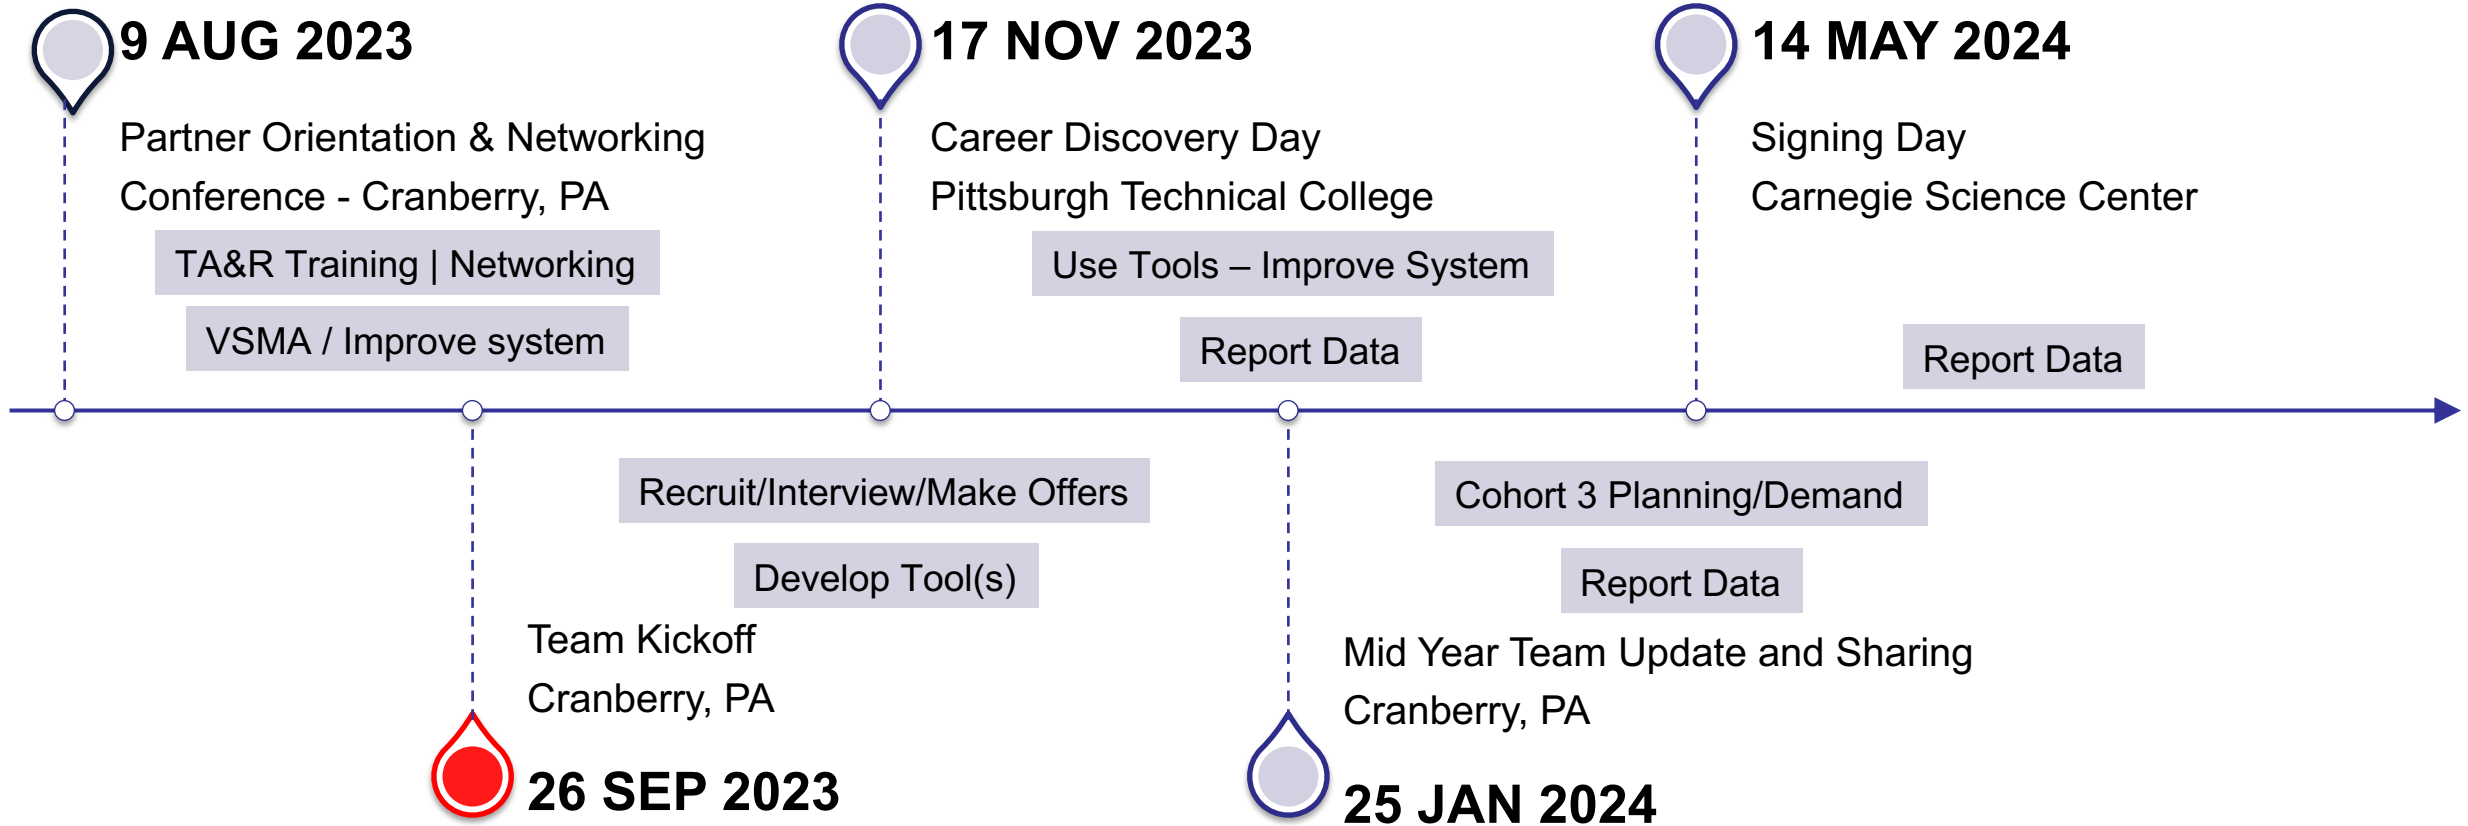 9 AUG 2023
Partner Orientation & Networking
Conference - Cranberry, PA
TA&R Training | Networking
VSMA / Improve system
17 NOV 2023
Career Discovery Day
Pittsburgh Technical College
Use Tools – Improve System
Report Data
14 MAY 2024
Signing Day
Carnegie Science Center
Report Data
Recruit/Interview/Make Offers
Develop Tool(s)
Team Kickoff
Cranberry, PA
26 SEP 2023
Cohort 3 Planning/Demand
Report Data
Mid Year Team Update and Sharing
Cranberry, PA
25 JAN 2024